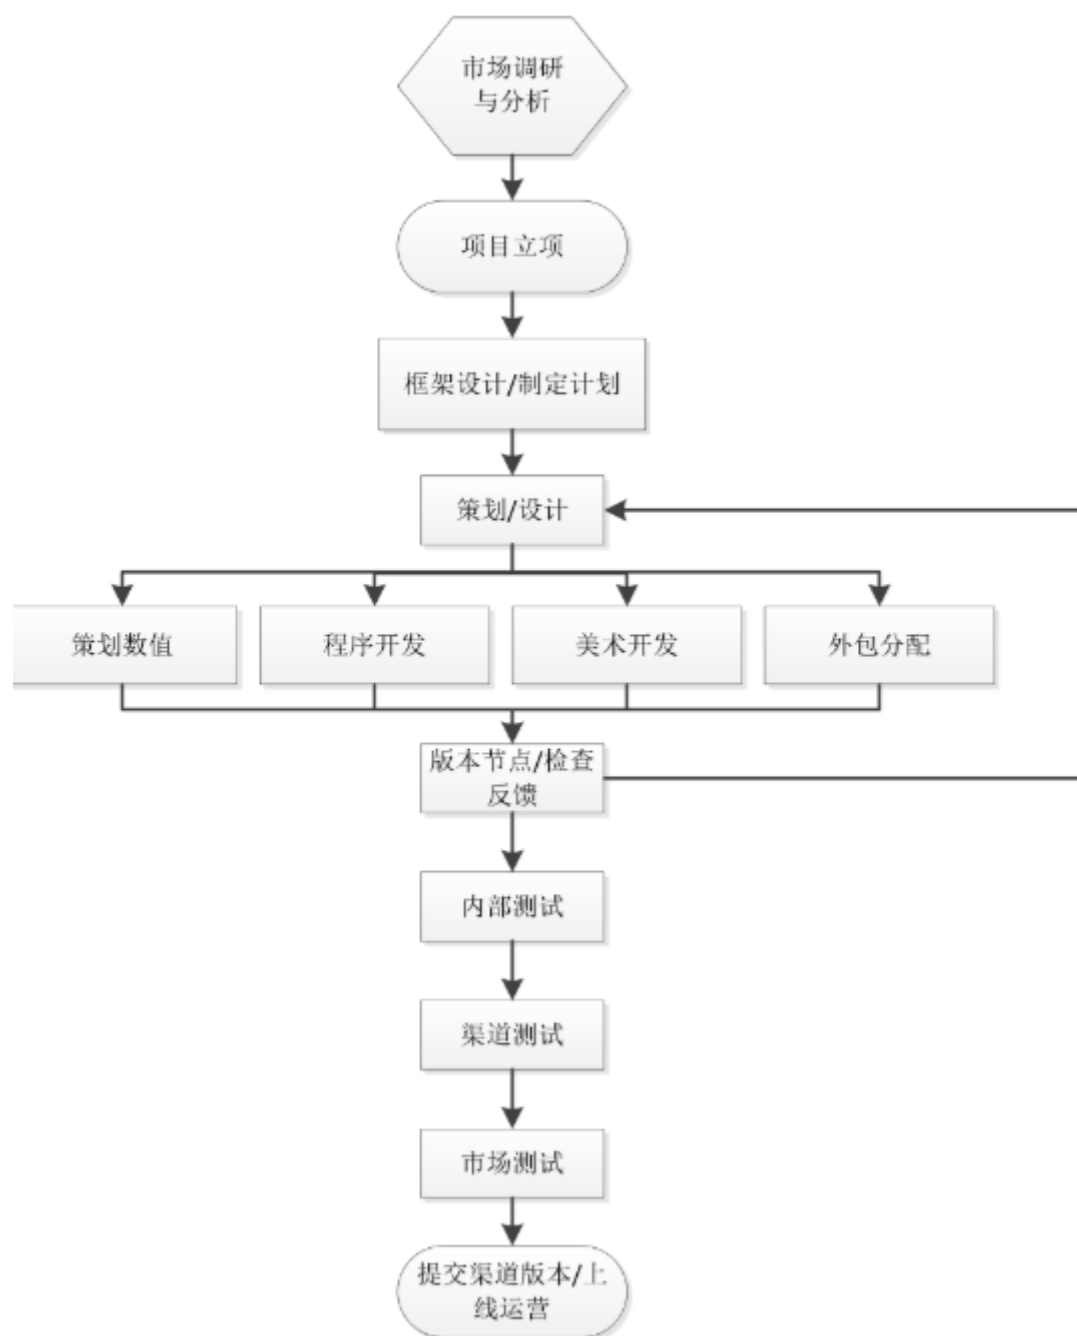 市场调研
与分析
项目立项
框架设计/制定计划
策划/设计
策划数值
程序开发
美术开发
外包分配
版本节点/检查
反馈
内部测试
渠道测试
市场测试
提交渠道版本/上
线运营